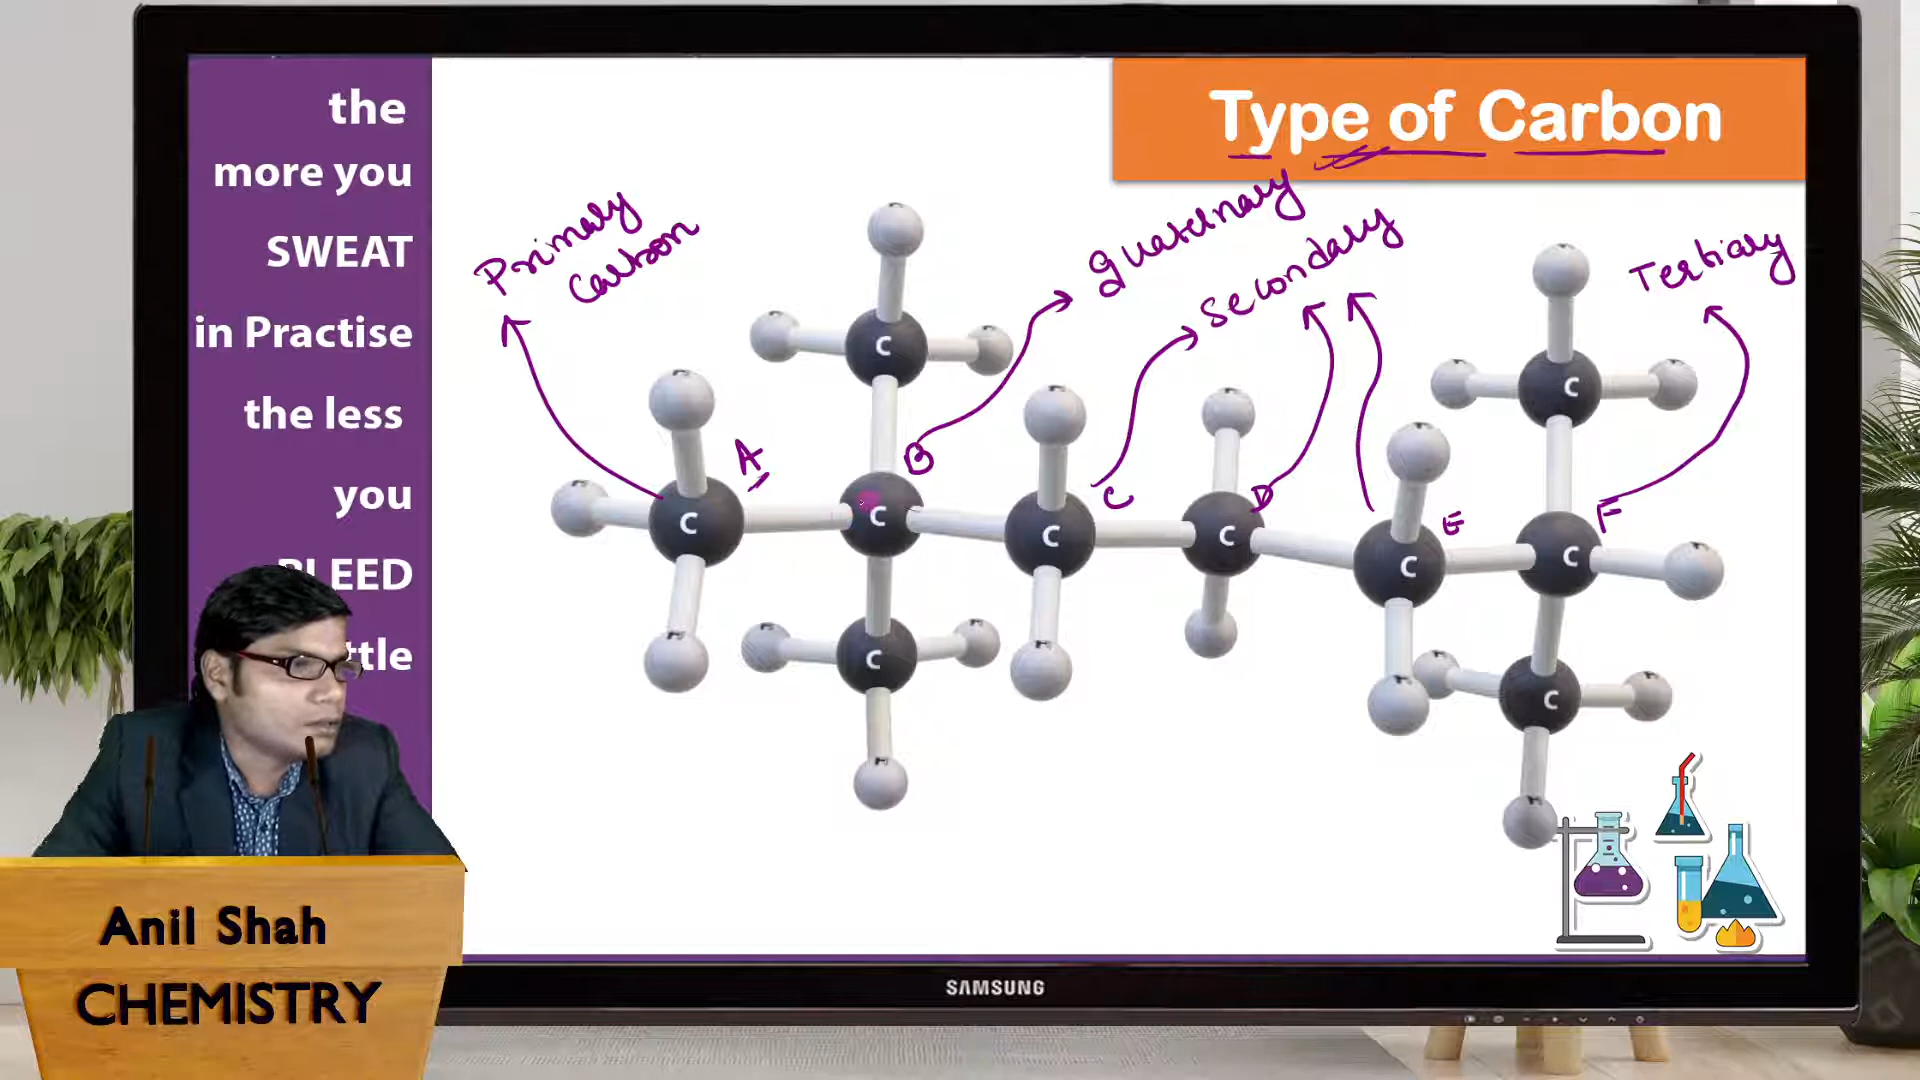 the
more you
SWEAT
in Practise
the less
you
BLEED
ttle
Type of Carbon
Primary
Carbon
Quaternary
Secondary
Tertiary
A
B
C
D
E
F
H
C
H
C
H
H
H
C
H
H
H
H
C
H
C
C
C
C
C
H
C
H
H
C
H
H
H
H
Anil Shah
CHEMISTRY
SAMSUNG